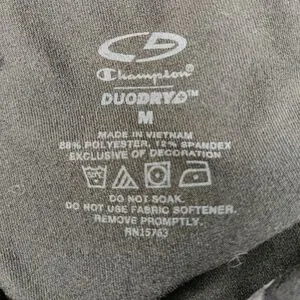 Champion
DUODRY+™
M
MADE IN VIETNAM
88% POLYESTER, 12% SPANDEX
EXCLUSIVE OF DECORATION
DO NOT SOAK.
DO NOT USE FABRIC SOFTENER.
REMOVE PROMPTLY.
RN15763